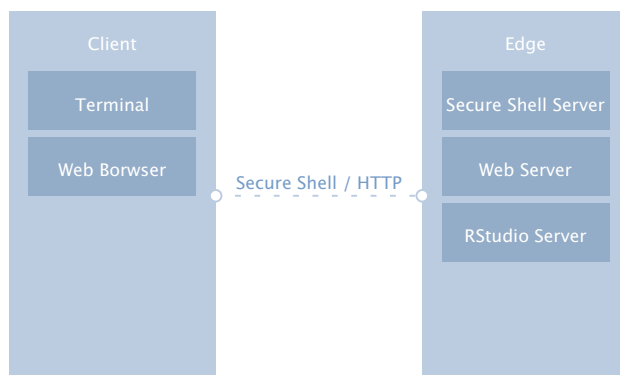 Client
Terminal
Web Borwser
Secure Shell / HTTP
Edge
Secure Shell Server
Web Server
RStudio Server